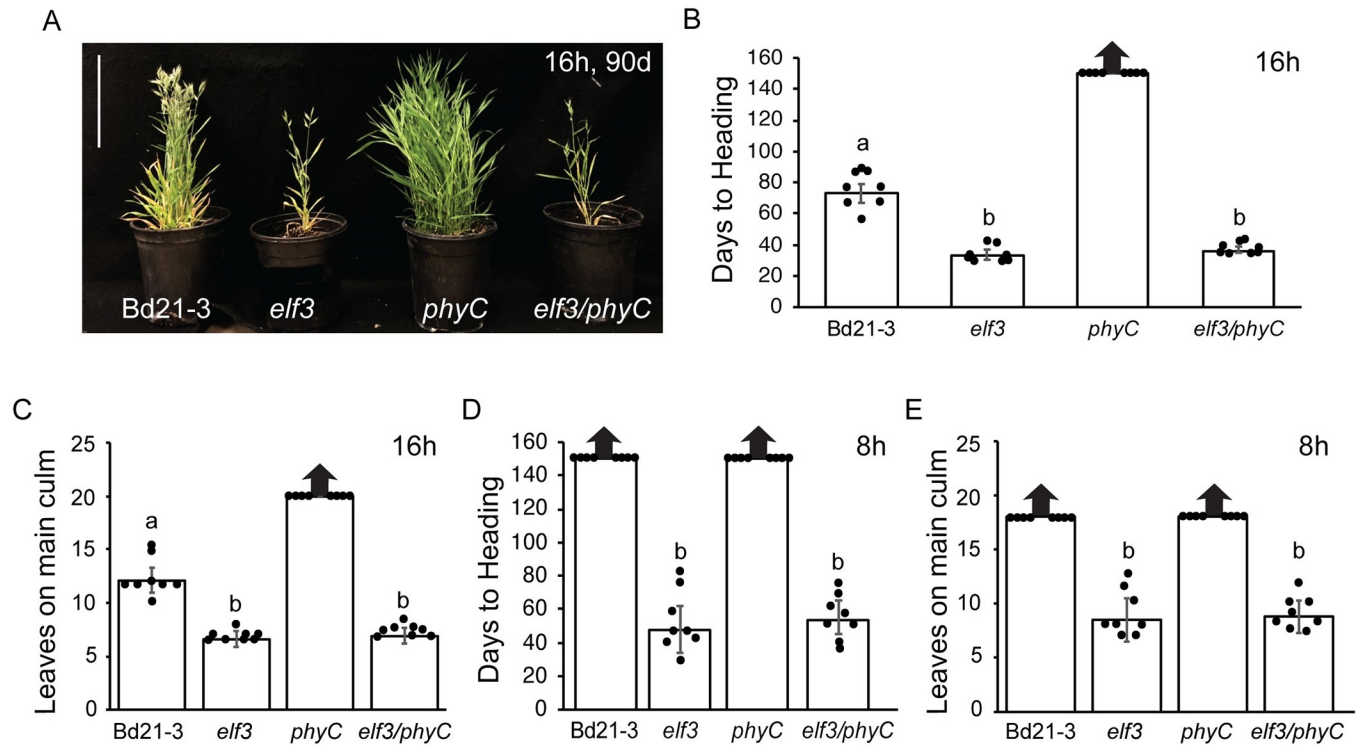 A
16h, 90d
Bd21-3 elf3 phyC elf3/phyC
B
16h
Days to Heading
160
140
120
100
80
60
40
20
0
a
b
b
Bd21-3 elf3 phyC elf3/phyC
C
16h
Leaves on main culm
25
20
15
10
5
0
a
b
b
Bd21-3 elf3 phyC elf3/phyC
D
8h
Days to Heading
160
140
120
100
80
60
40
20
0
b
b
Bd21-3 elf3 phyC elf3/phyC
E
8h
Leaves on main culm
25
20
15
10
5
0
b
b
Bd21-3 elf3 phyC elf3/phyC